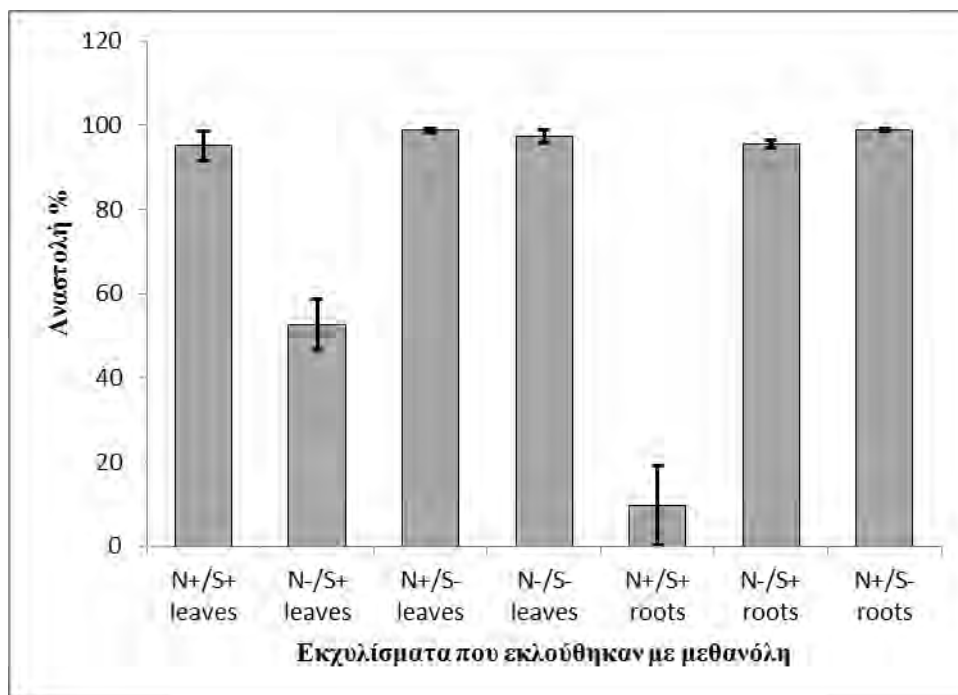 120
100
80
60
40
20
0
Αναστολή %
N+/S+ N-/S+ N+/S- N-/S- N+/S+ N-/S+ N+/S-
leaves leaves leaves leaves roots roots roots
Εκχυλίσματα που εκλούθηκαν με μεθανόλη